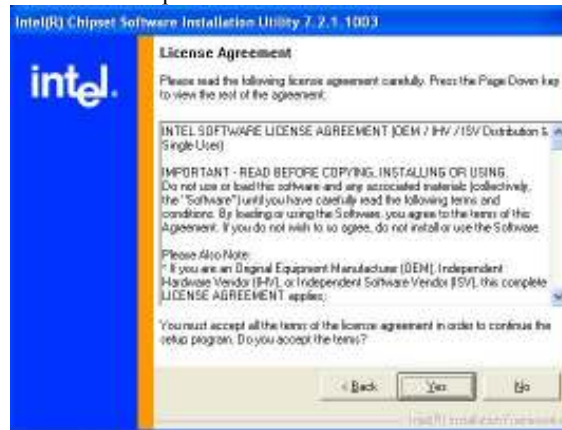 Intel(R) Chipset Software Installation Utility 7.2.1.1003
intel.
License Agreement
Please read the following license agreement carefully. Press the Page Down key
to view the rest of the agreement.
INTEL SOFTWARE LICENSE AGREEMENT (OEM / IHV / ISV Distribution &
Single User)
IMPORTANT - READ BEFORE COPYING, INSTALLING OR USING.
Do not use or load this software and any associated materials (collectively,
the "Software") until you have carefully read the following terms and
conditions. By loading or using the Software, you agree to the terms of this
Agreement. If you do not wish to so agree, do not install or use the Software.
Please Also Note:
* If you are an Original Equipment Manufacturer (OEM), Independent
Hardware Vendor (IHV), or Independent Software Vendor (ISV), this complete
LICENSE AGREEMENT applies;
You must accept all the terms of the license agreement in order to continue the
setup program. Do you accept the terms?
< Back
Yes
No
Intel(R) Installation Framework